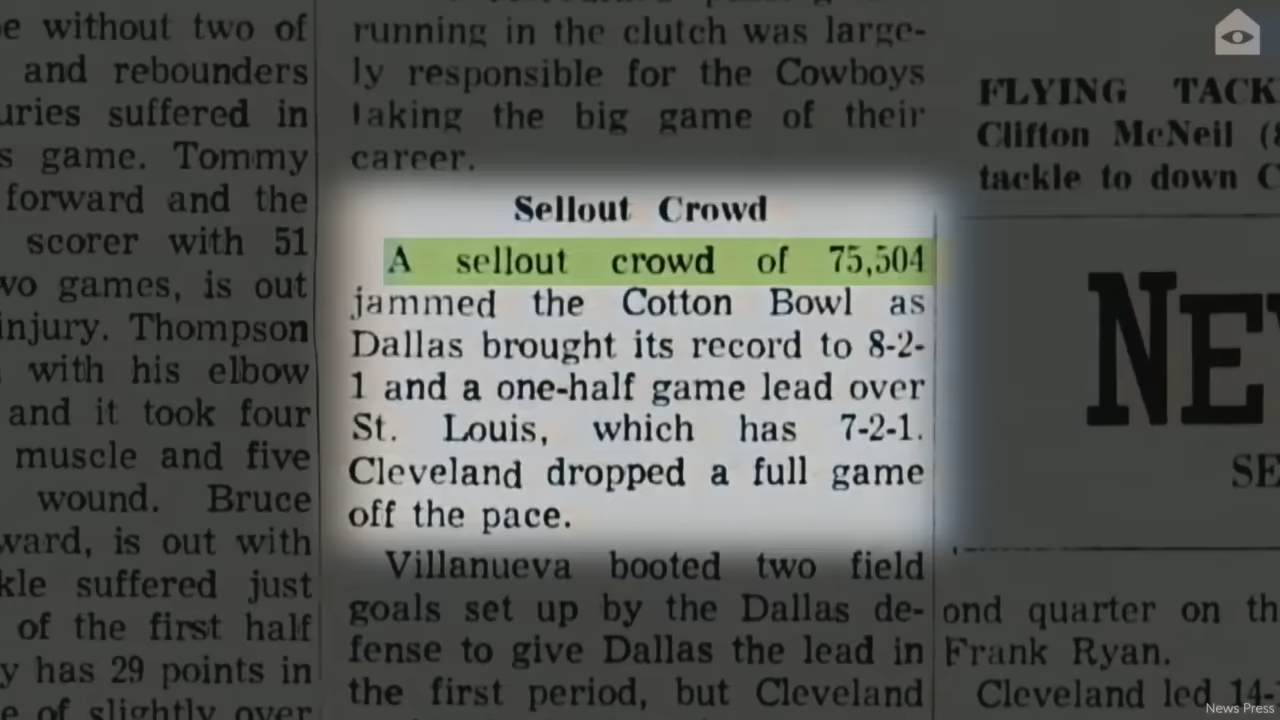 e without two of
and rebounders
uries suffered in
s game. Tommy
forward and the
scorer with 51
wo games, is out
injury. Thompson
with his elbow
and it took four
muscle and five
wound. Bruce
ward, is out with
kle suffered just
of the first half
y has 29 points in
e of slightly over
running in the clutch was large-
ly responsible for the Cowboys
taking the big game of their
career.
Sellout Crowd
A sellout crowd of 75,504
jammed the Cotton Bowl as
Dallas brought its record to 8-2-
1 and a one-half game lead over
St. Louis, which has 7-2-1.
Cleveland dropped a full game
off the pace.
Villanueva booted two field
goals set up by the Dallas de-
fense to give Dallas the lead in
the first period, but Cleveland
FLYING TACK
Clifton McNeil (
tackle to down C
NE
SE
ond quarter on th
Frank Ryan.
Cleveland led 14-
News Press